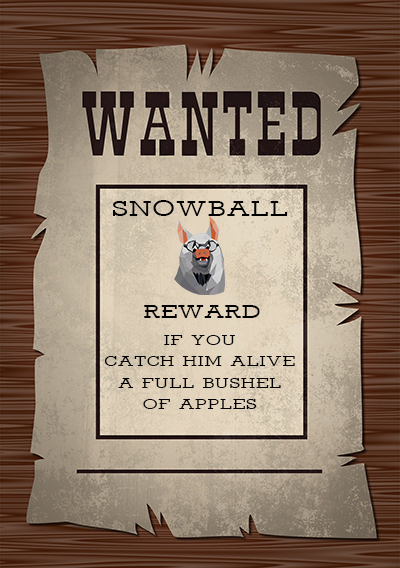 WANTED
SNOWBALL
REWARD
IF YOU
CATCH HIM ALIVE
A FULL BUSHEL
OF APPLES